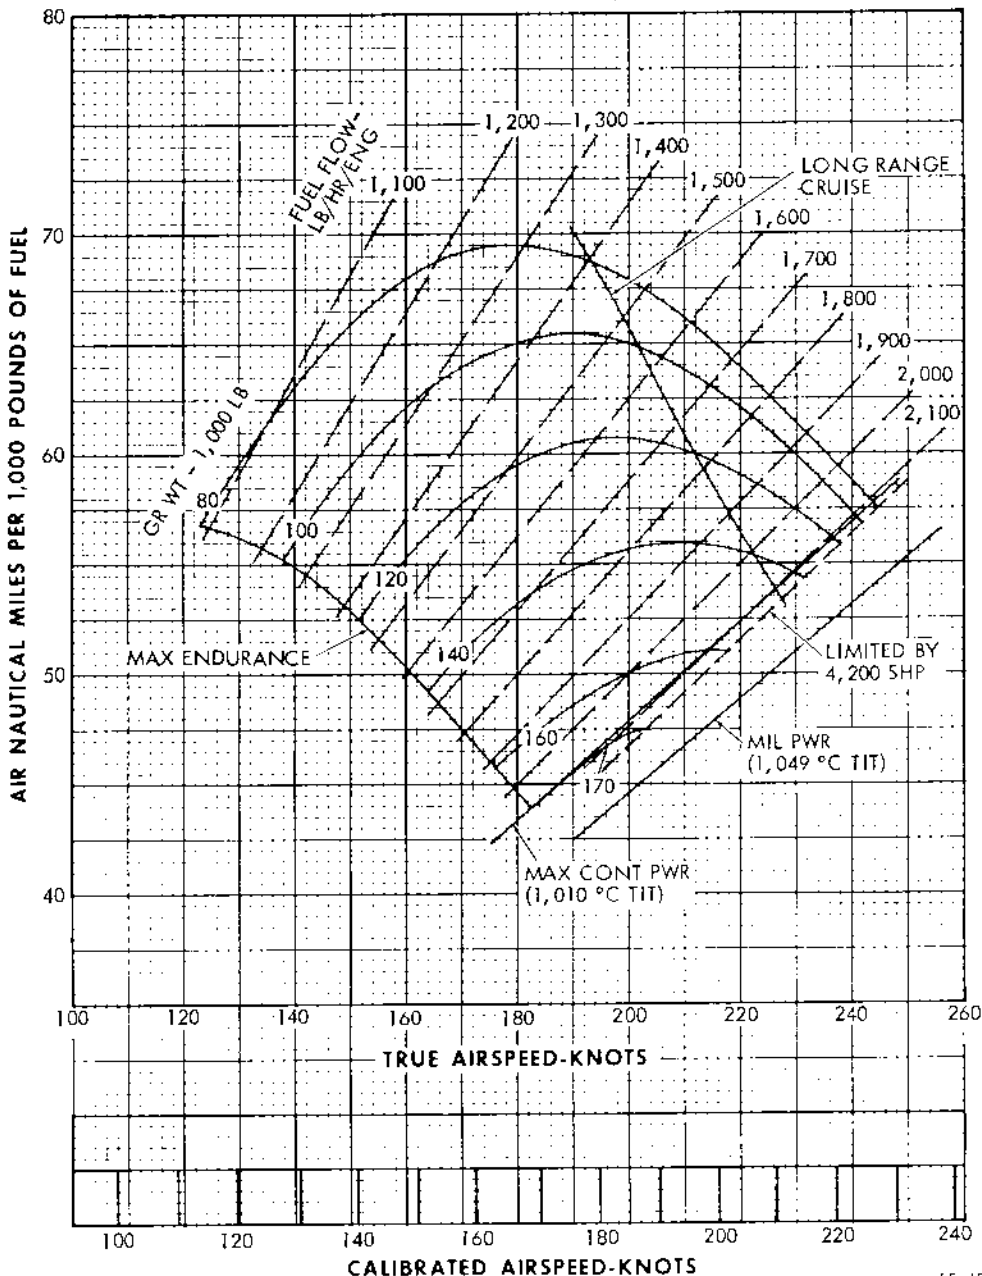 AIR NAUTICAL MILES PER 1,000 POUNDS OF FUEL
80
70
60
50
40
FUEL FLOW-
LB/HR/ENG
1,100
1,200
1,300
1,400
1,500
1,600
1,700
1,800
1,900
2,000
2,100
LONG RANGE
CRUISE
GR WT - 1,000 LB
80
100
120
140
160
170
MAX ENDURANCE
LIMITED BY
4,200 SHP
MIL PWR
(1,049 °C TIT)
MAX CONT PWR
(1,010 °C TIT)
100 120 140 160 180 200 220 240 260
TRUE AIRSPEED-KNOTS
100 120 140 160 180 200 220 240
CALIBRATED AIRSPEED-KNOTS